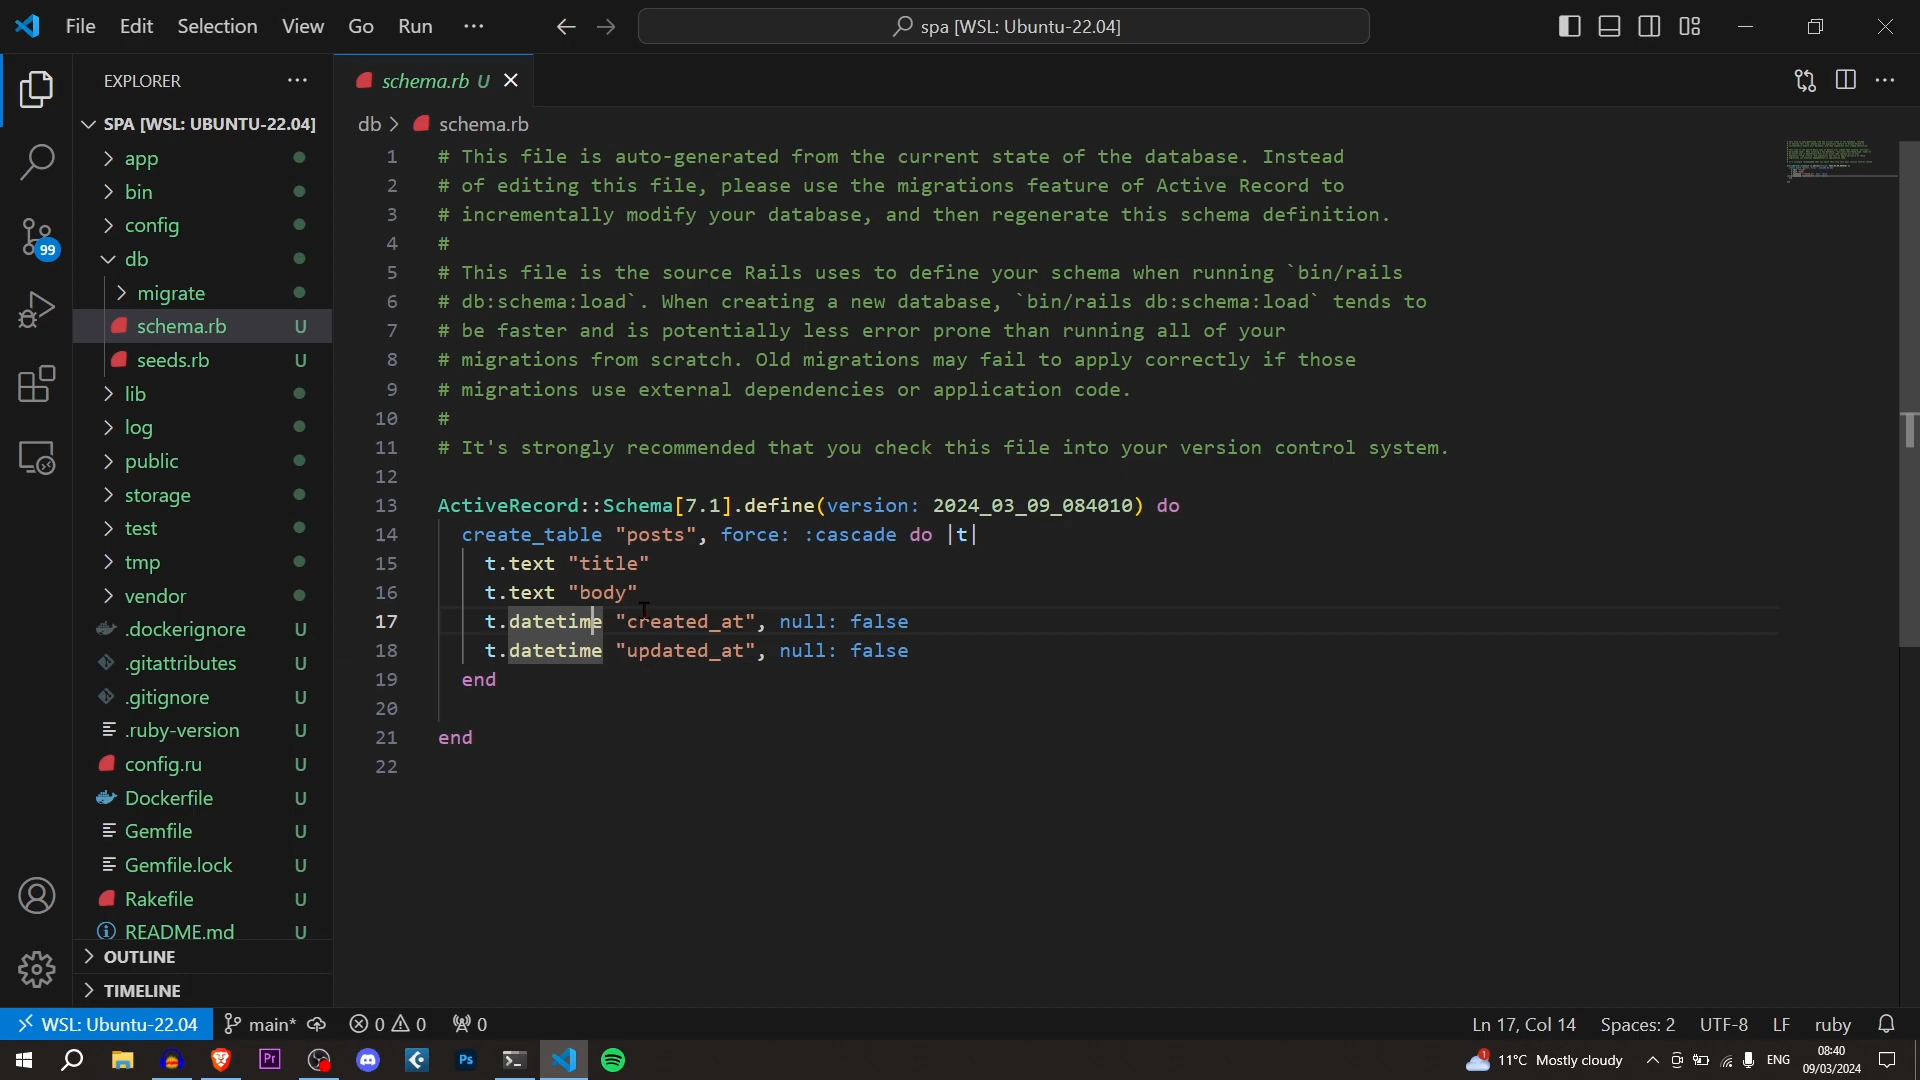 File Edit Selection View Go Run ···
spa [WSL: Ubuntu-22.04]
EXPLORER
schema.rb U
SPA [WSL: UBUNTU-22.04]
db > schema.rb
app
bin
config
99
db
migrate
schema.rb U
seeds.rb U
lib
log
public
storage
test
tmp
vendor
.dockerignore U
.gitattributes U
.gitignore U
.ruby-version U
config.ru U
Dockerfile U
Gemfile U
Gemfile.lock U
Rakefile U
README.md U
OUTLINE
TIMELINE
1 # This file is auto-generated from the current state of the database. Instead
2 # of editing this file, please use the migrations feature of Active Record to
3 # incrementally modify your database, and then regenerate this schema definition.
4 #
5 # This file is the source Rails uses to define your schema when running `bin/rails
6 # db:schema:load`. When creating a new database, `bin/rails db:schema:load` tends to
7 # be faster and is potentially less error prone than running all of your
8 # migrations from scratch. Old migrations may fail to apply correctly if those
9 # migrations use external dependencies or application code.
10 #
11 # It's strongly recommended that you check this file into your version control system.
12
13 ActiveRecord::Schema[7.1].define(version: 2024_03_09_084010) do
14 create_table "posts", force: :cascade do |t|
15 t.text "title"
16 t.text "body"
17 t.datetime "created_at", null: false
18 t.datetime "updated_at", null: false
19 end
20
21 end
22
WSL: Ubuntu-22.04 main* 0 0 0 Ln 17, Col 14 Spaces: 2 UTF-8 LF ruby
Pr Ps 1 11°C Mostly cloudy ENG 08:40
09/03/2024